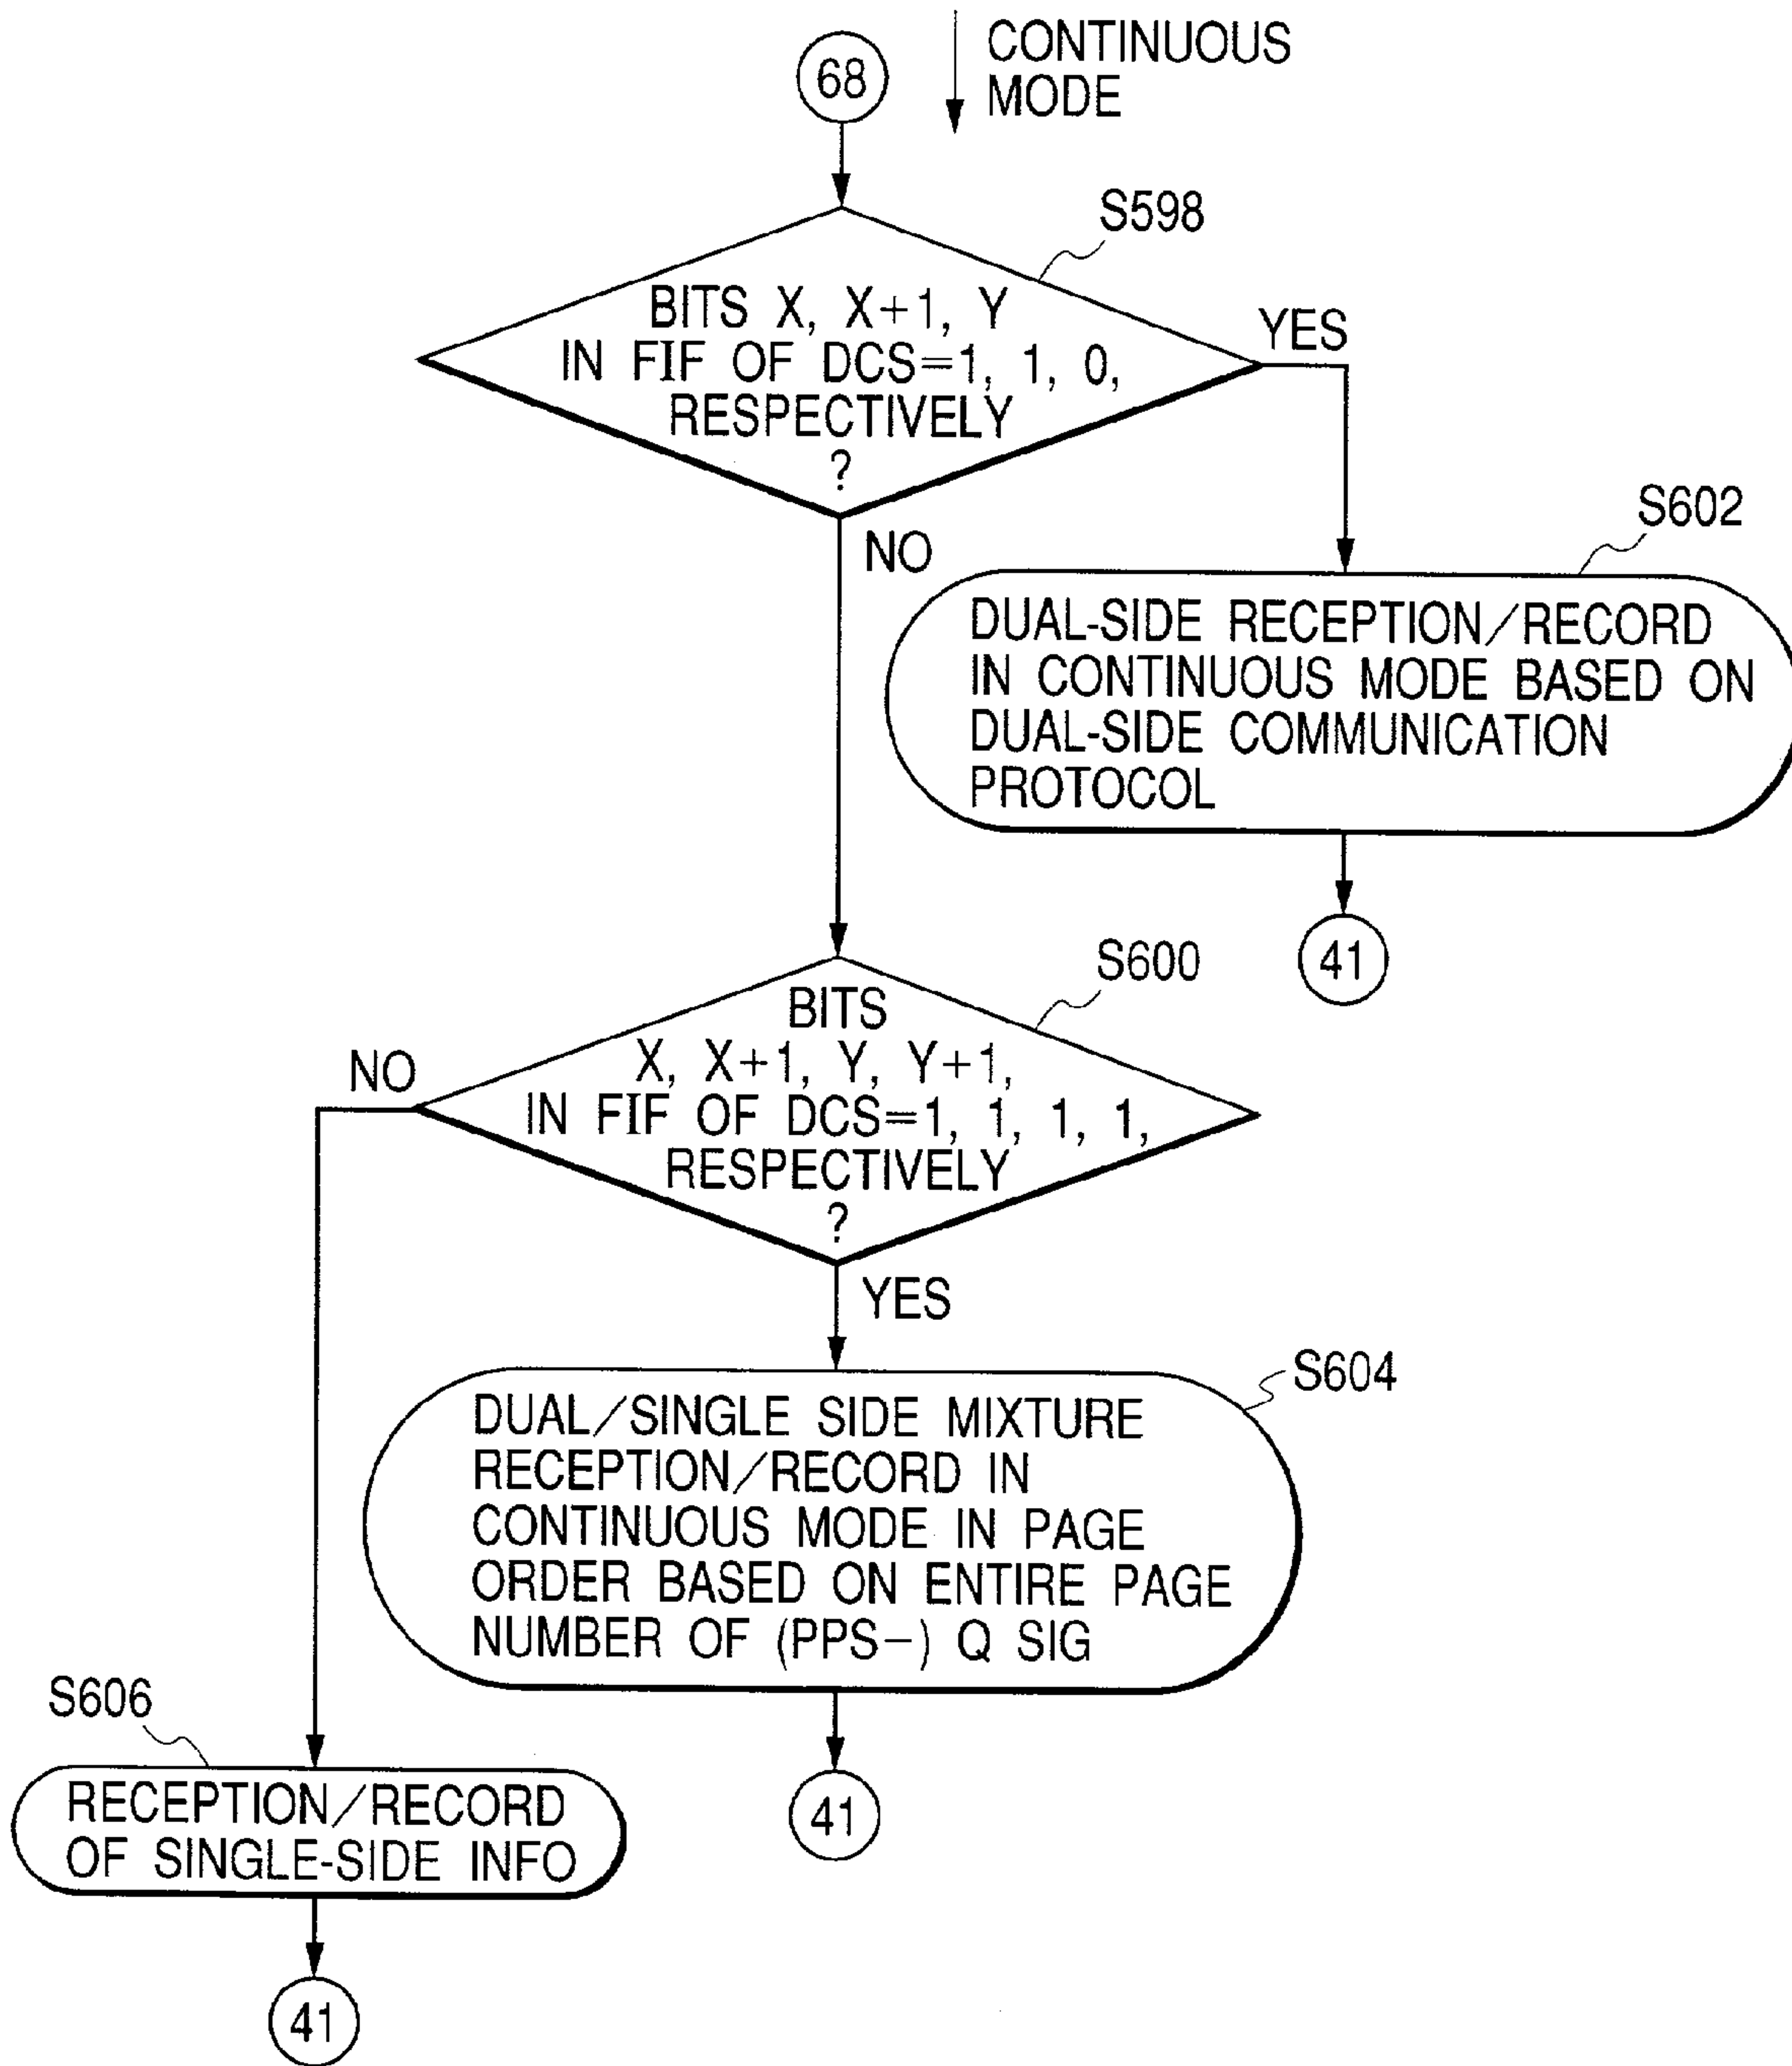 68
CONTINUOUS
MODE
S598
BITS X, X+1, Y
IN FIF OF DCS=1, 1, 0,
RESPECTIVELY
?
YES
NO
S602
DUAL-SIDE RECEPTION/RECORD
IN CONTINUOUS MODE BASED ON
DUAL-SIDE COMMUNICATION
PROTOCOL
41
S600
BITS
X, X+1, Y, Y+1,
IN FIF OF DCS=1, 1, 1, 1,
RESPECTIVELY
?
NO
YES
S604
DUAL/SINGLE SIDE MIXTURE
RECEPTION/RECORD IN
CONTINUOUS MODE IN PAGE
ORDER BASED ON ENTIRE PAGE
NUMBER OF (PPS-) Q SIG
41
S606
RECEPTION/RECORD
OF SINGLE-SIDE INFO
41